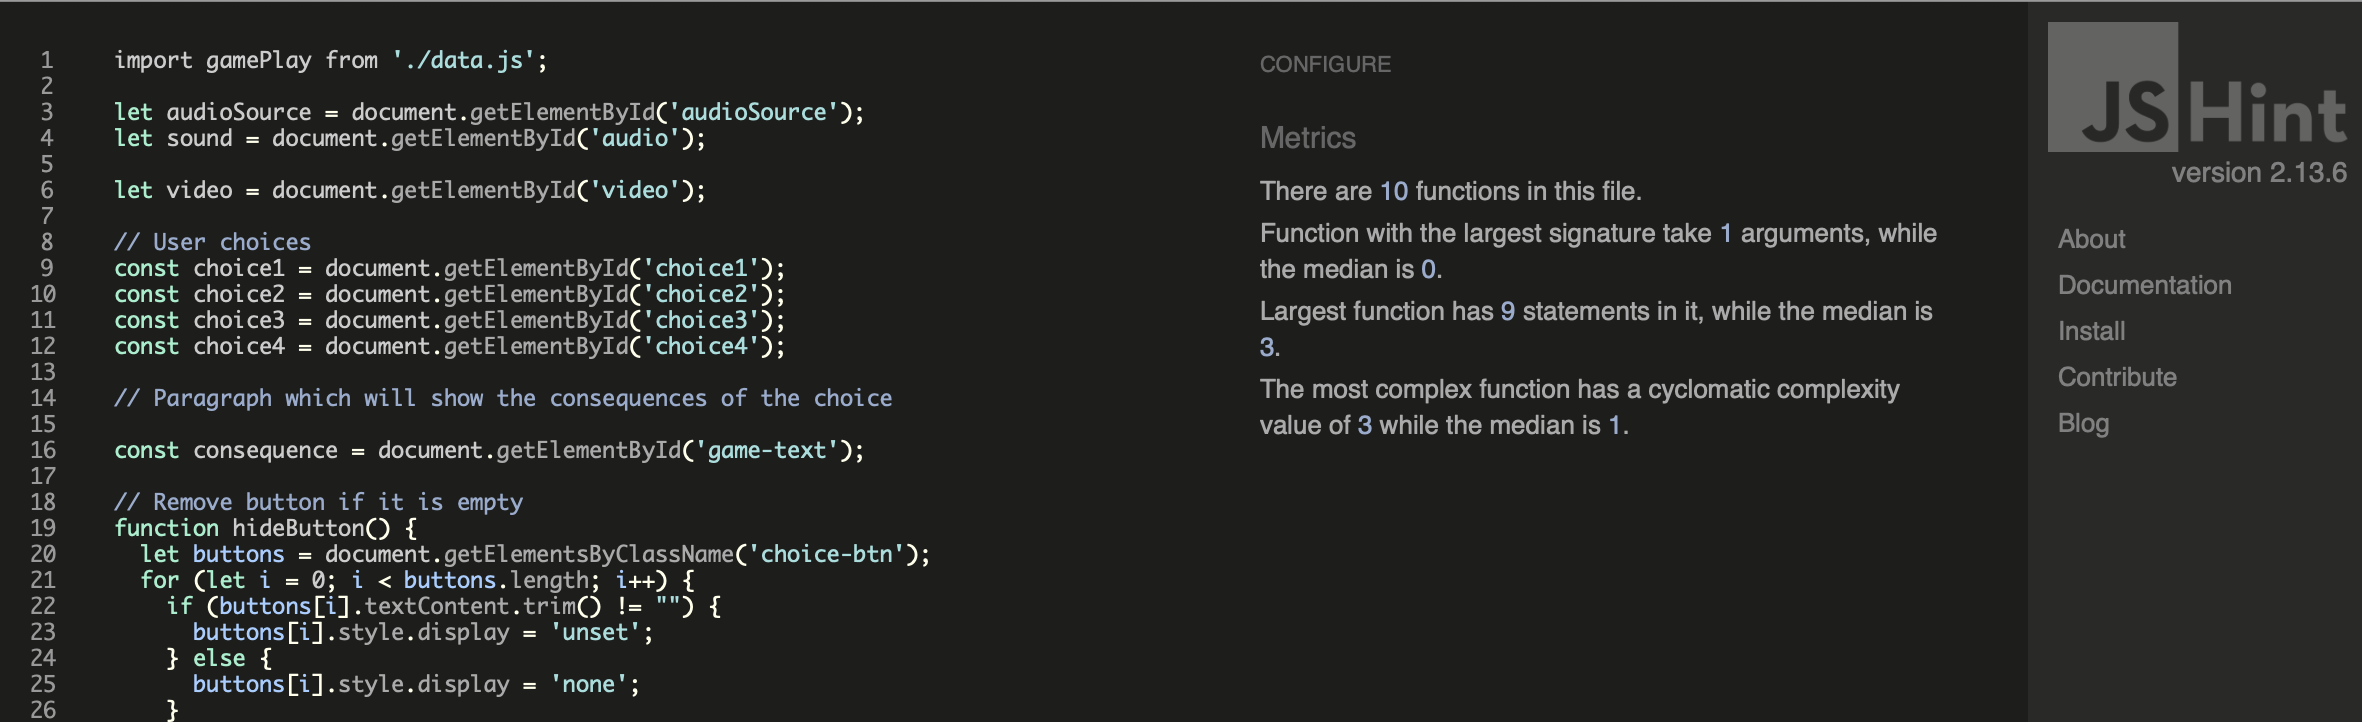 1 import gamePlay from './data.js';
2
3 let audioSource = document.getElementById('audioSource');
4 let sound = document.getElementById('audio');
5
6 let video = document.getElementById('video');
7
8 // User choices
9 const choice1 = document.getElementById('choice1');
10 const choice2 = document.getElementById('choice2');
11 const choice3 = document.getElementById('choice3');
12 const choice4 = document.getElementById('choice4');
13
14 // Paragraph which will show the consequences of the choice
15
16 const consequence = document.getElementById('game-text');
17
18 // Remove button if it is empty
19 function hideButton() {
20   let buttons = document.getElementsByClassName('choice-btn');
21   for (let i = 0; i < buttons.length; i++) {
22     if (buttons[i].textContent.trim() != "") {
23       buttons[i].style.display = 'unset';
24     } else {
25       buttons[i].style.display = 'none';
26     }
CONFIGURE
Metrics
There are 10 functions in this file.
Function with the largest signature take 1 arguments, while
the median is 0.
Largest function has 9 statements in it, while the median is
3.
The most complex function has a cyclomatic complexity
value of 3 while the median is 1.
JSHint
version 2.13.6
About
Documentation
Install
Contribute
Blog